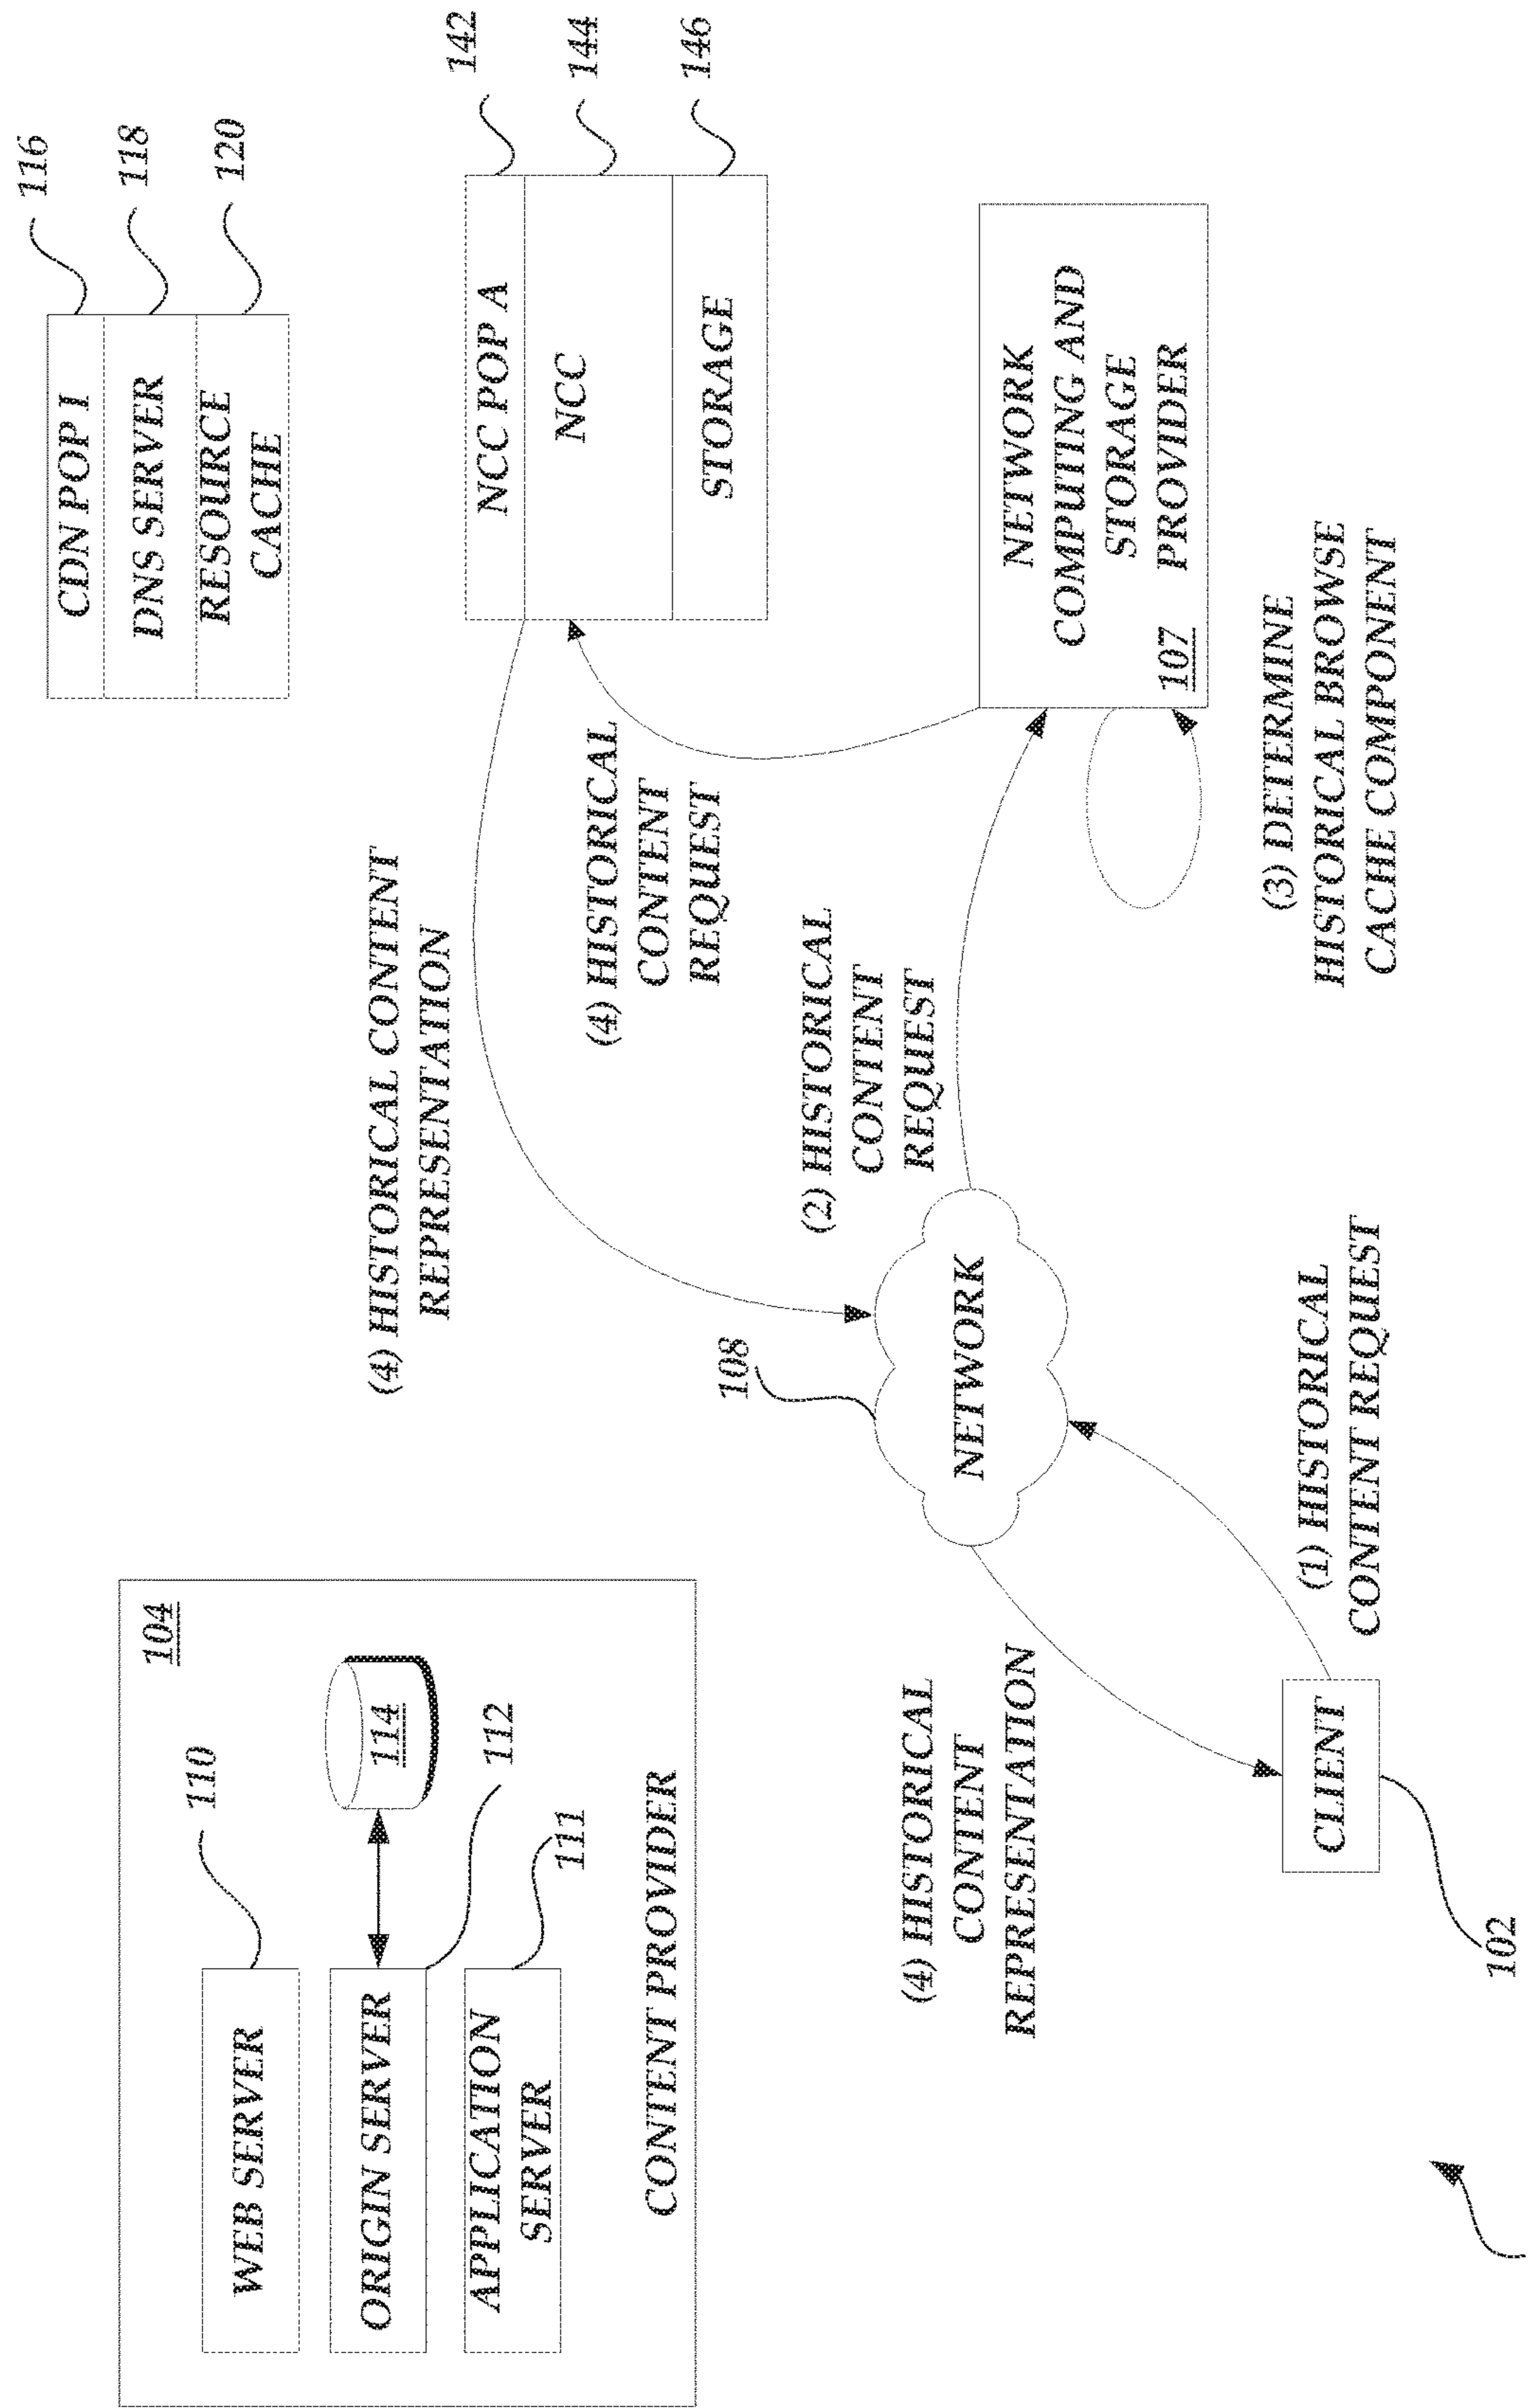 104
110
WEB SERVER
ORIGIN SERVER
114
112
APPLICATION
SERVER
111
CONTENT PROVIDER
CDN POP 1
DNS SERVER
RESOURCE
CACHE
116
118
120
(4) HISTORICAL CONTENT
REPRESENTATION
NCC POP A
NCC
STORAGE
142
144
146
(4) HISTORICAL
CONTENT
REQUEST
108
NETWORK
(2) HISTORICAL
CONTENT
REQUEST
NETWORK
COMPUTING AND
STORAGE
PROVIDER
107
(3) DETERMINE
HISTORICAL BROWSE
CACHE COMPONENT
(4) HISTORICAL
CONTENT
REPRESENTATION
(1) HISTORICAL
CONTENT REQUEST
CLIENT
102